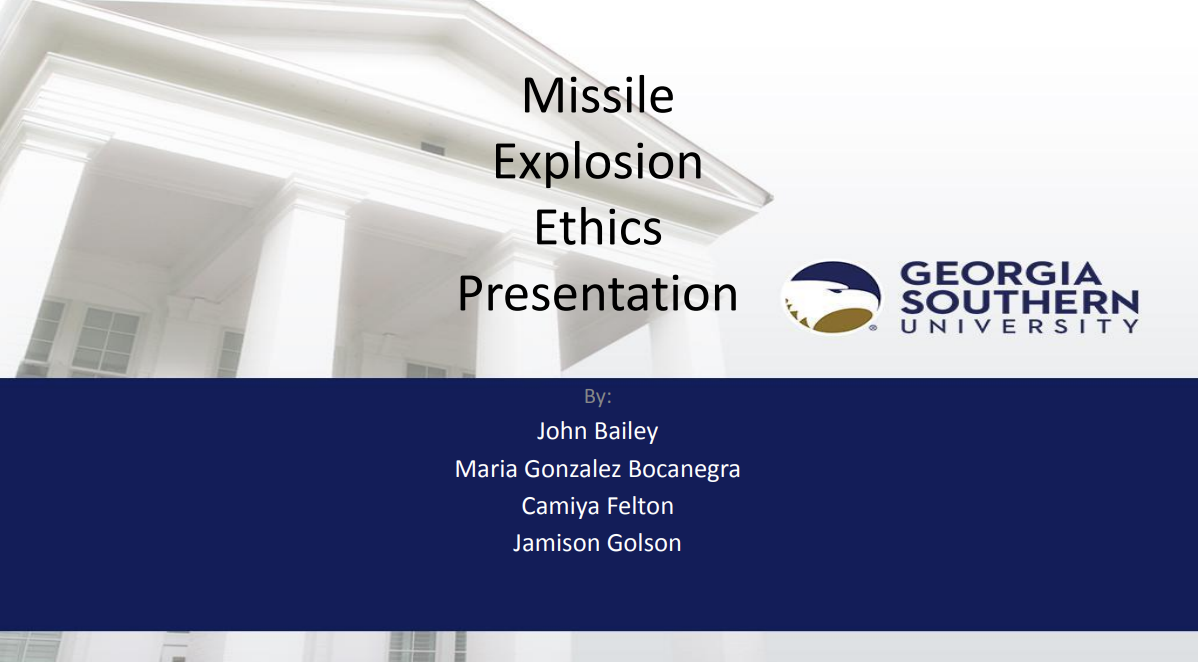 Missile
Explosion
Ethics
Presentation
GEORGIA
SOUTHERN
UNIVERSITY
®
By:
John Bailey
Maria Gonzalez Bocanegra
Camiya Felton
Jamison Golson